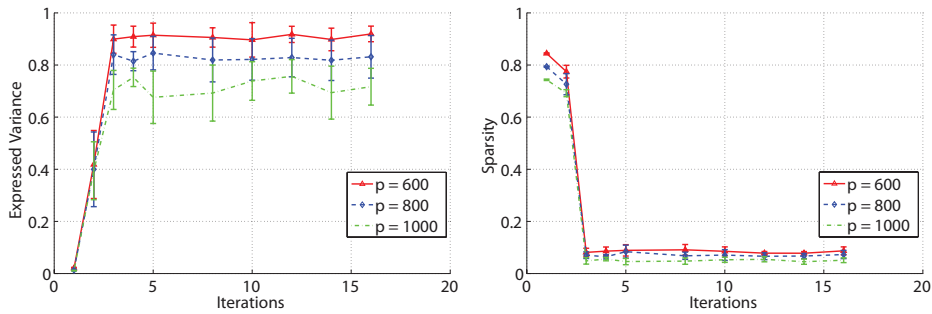 Expressed Variance
1
0.8
0.6
0.4
0.2
0
0
5
10
15
20
Iterations
p = 600
p = 800
p = 1000
Sparsity
1
0.8
0.6
0.4
0.2
0
0
5
10
15
20
Iterations
p = 600
p = 800
p = 1000